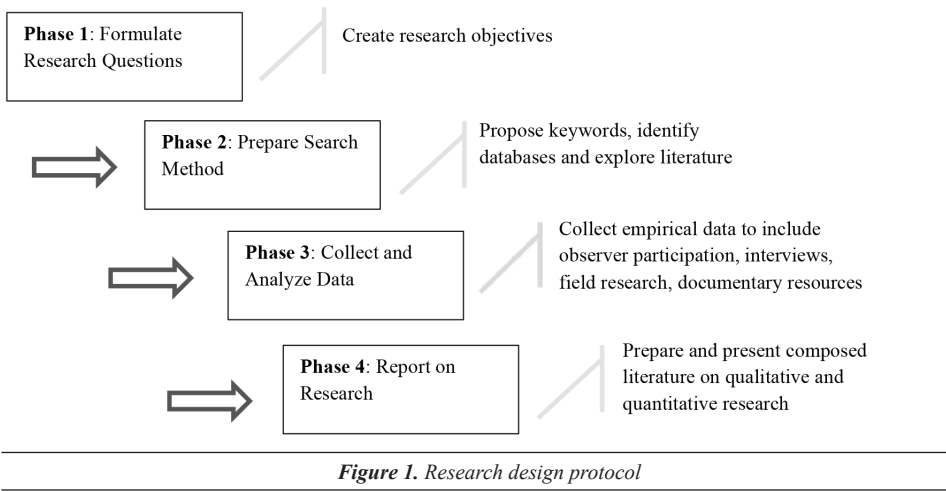 Phase 1: Formulate
Research Questions
Create research objectives
Phase 2: Prepare Search
Method
Propose keywords, identify
databases and explore literature
Phase 3: Collect and
Analyze Data
Collect empirical data to include
observer participation, interviews,
field research, documentary resources
Phase 4: Report on
Research
Prepare and present composed
literature on qualitative and
quantitative research
Figure 1. Research design protocol